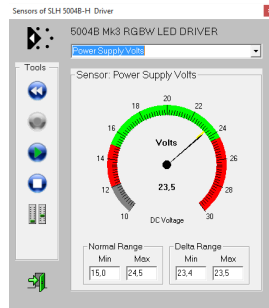 Sensors of SLH 5004B-H Driver
5004B Mk3 RGBW LED DRIVER
Power Supply Volts
Tools
Sensor: Power Supply Volts
10 12 14 16 18 20 22 24 26 28 30
Volts
23,5
DC Voltage
Normal Range
Min Max
15,0 24,5
Delta Range
Min Max
23,4 23,5